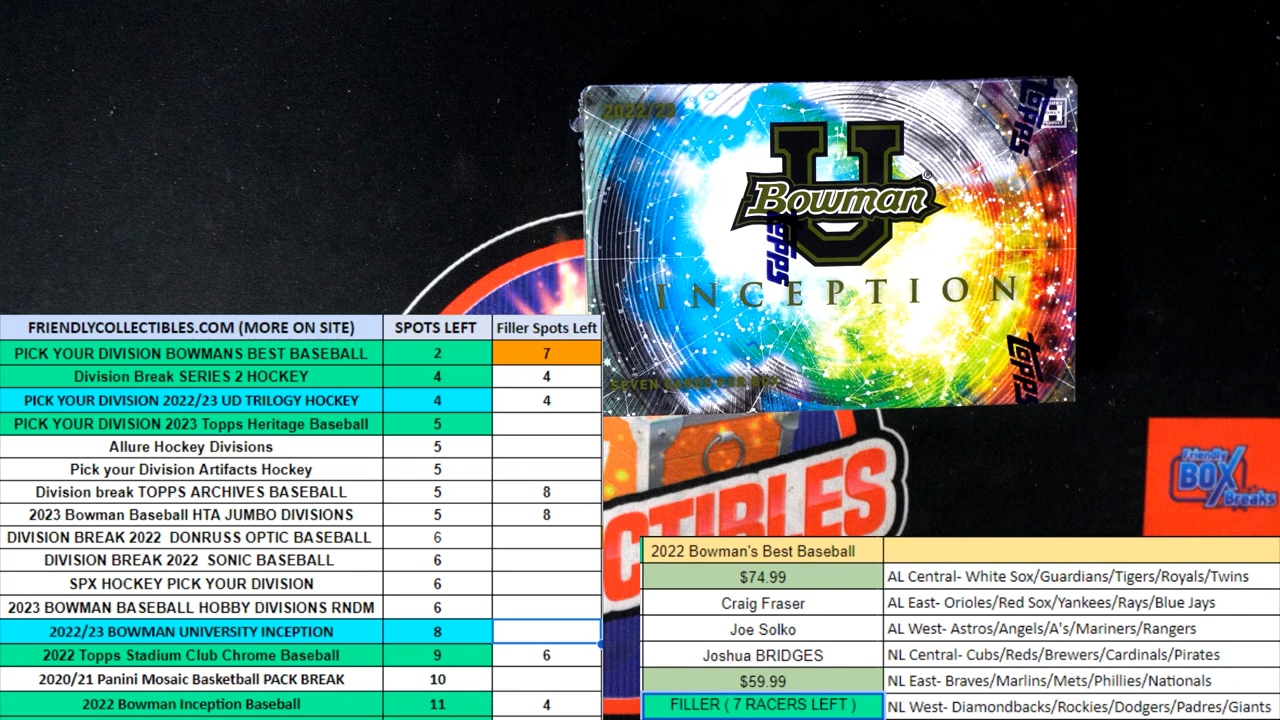 2022/23
U
Bowman®
INCEPTION
SEVEN CARDS PER BOX
Topps
Topps
Topps
FRIENDLYCOLLECTIBLES.COM (MORE ON SITE) SPOTS LEFT Filler Spots Left
PICK YOUR DIVISION BOWMANS BEST BASEBALL 2 7
Division Break SERIES 2 HOCKEY 4 4
PICK YOUR DIVISION 2022/23 UD TRILOGY HOCKEY 4 4
PICK YOUR DIVISION 2023 Topps Heritage Baseball 5
Allure Hockey Divisions 5
Pick your Division Artifacts Hockey 5
Division break TOPPS ARCHIVES BASEBALL 5 8
2023 Bowman Baseball HTA JUMBO DIVISIONS 5 8
DIVISION BREAK 2022 DONRUSS OPTIC BASEBALL 6
DIVISION BREAK 2022 SONIC BASEBALL 6
SPX HOCKEY PICK YOUR DIVISION 6
2023 BOWMAN BASEBALL HOBBY DIVISIONS RNDM 6
2022/23 BOWMAN UNIVERSITY INCEPTION 8
2022 Topps Stadium Club Chrome Baseball 9 6
2020/21 Panini Mosaic Basketball PACK BREAK 10
2022 Bowman Inception Baseball 11 4
CTIBLES
Friendly
BOX
Breaks
2022 Bowman's Best Baseball
$74.99 AL Central- White Sox/Guardians/Tigers/Royals/Twins
Craig Fraser AL East- Orioles/Red Sox/Yankees/Rays/Blue Jays
Joe Solko AL West- Astros/Angels/A's/Mariners/Rangers
Joshua BRIDGES NL Central- Cubs/Reds/Brewers/Cardinals/Pirates
$59.99 NL East- Braves/Marlins/Mets/Phillies/Nationals
FILLER ( 7 RACERS LEFT ) NL West- Diamondbacks/Rockies/Dodgers/Padres/Giants